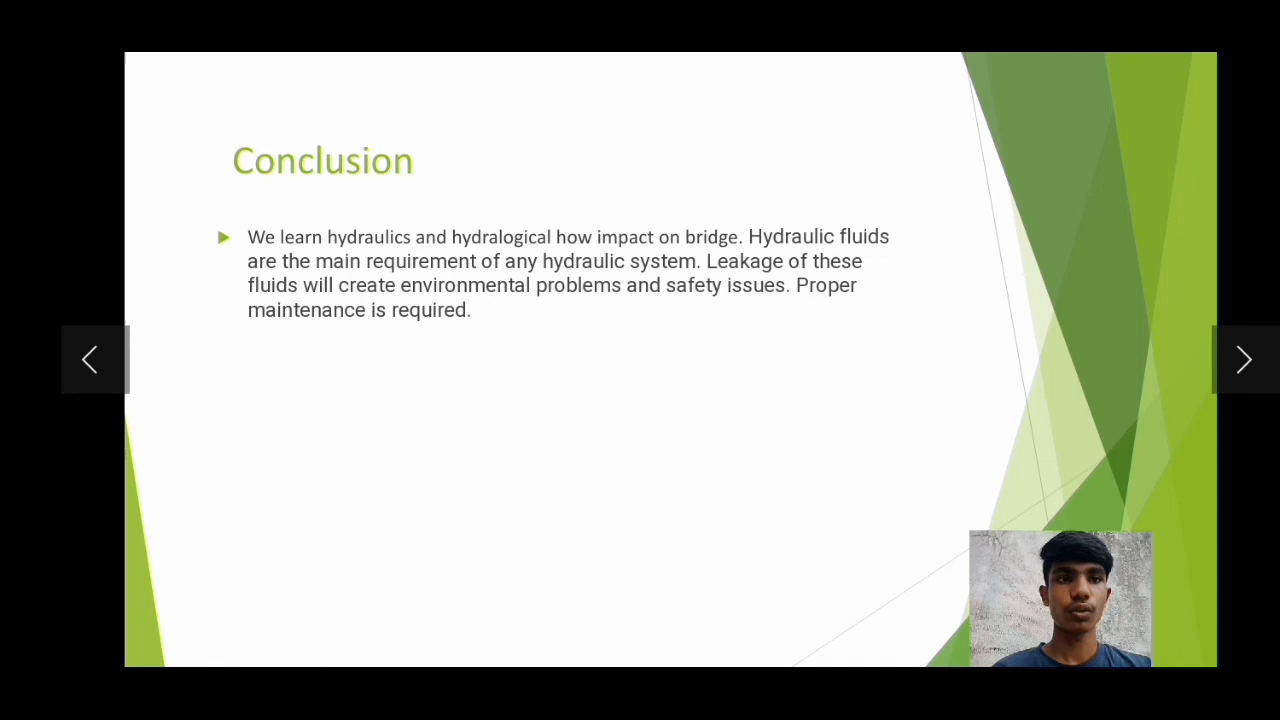 Conclusion
We learn hydraulics and hydralogical how impact on bridge. Hydraulic fluids
are the main requirement of any hydraulic system. Leakage of these
fluids will create environmental problems and safety issues. Proper
maintenance is required.